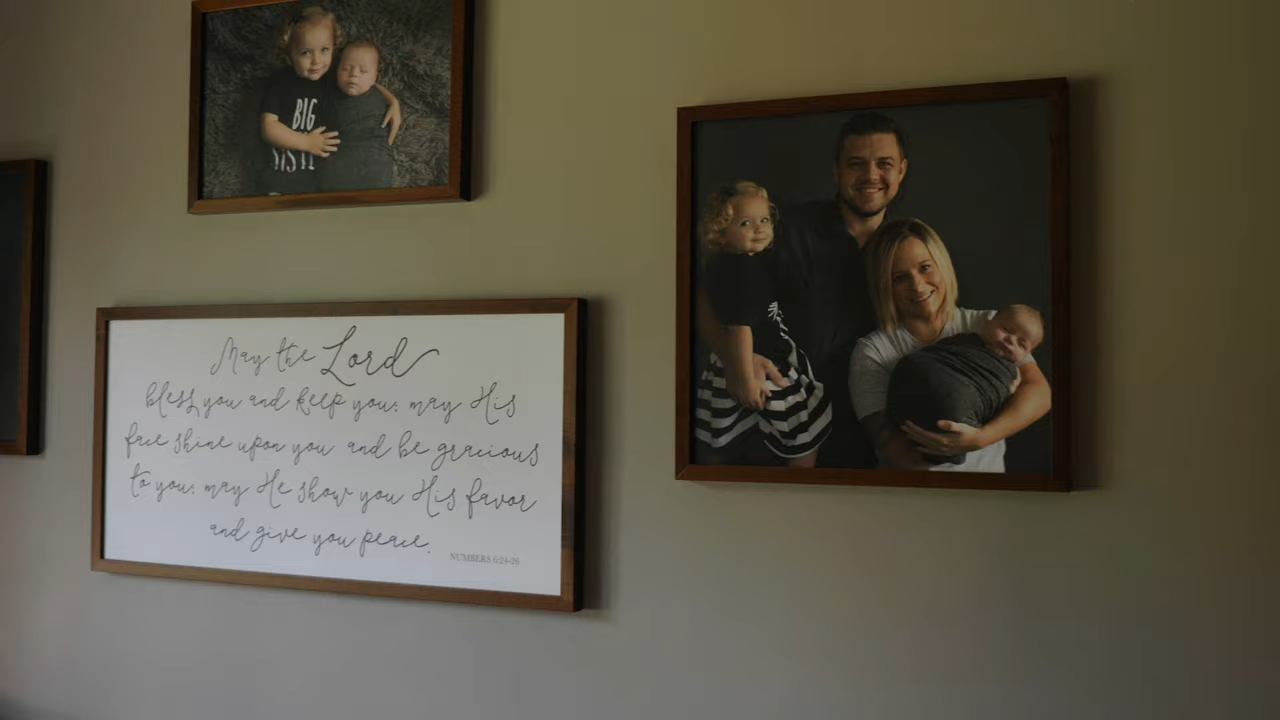 BIG
SISTE
May the Lord
bless you and keep you; may His
face shine upon you and be gracious
to you; may He show you His favor
and give you peace.
NUMBERS 6:24-26